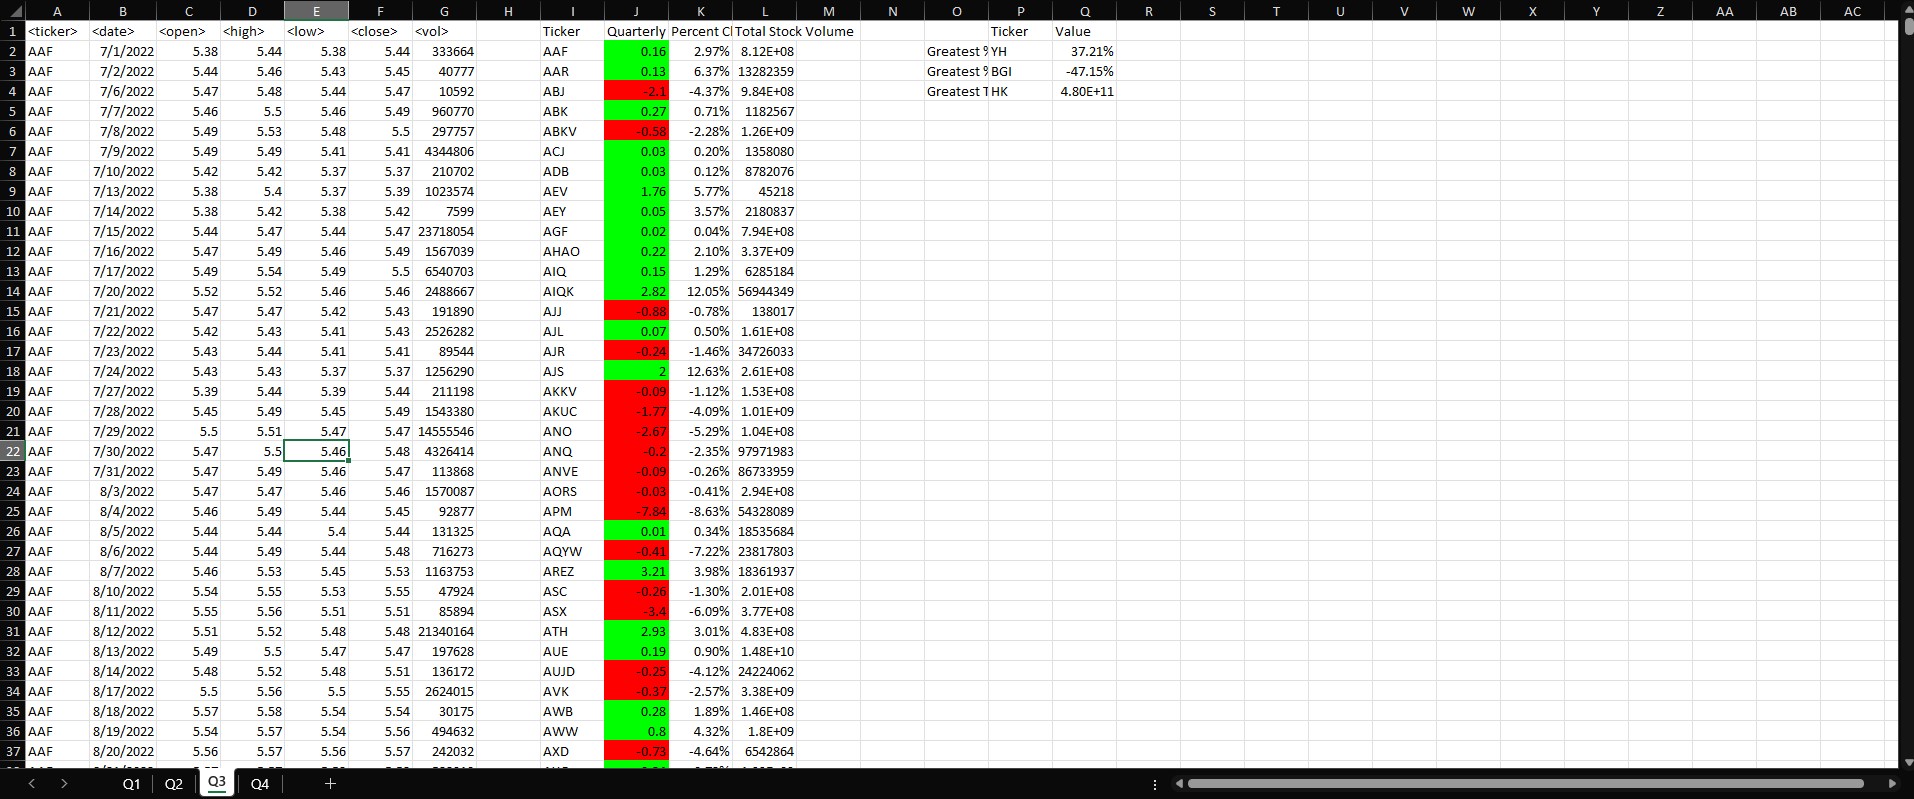 A B C D E F G H I J K L M N O P Q R S T U V W X Y Z AA AB AC
1 <ticker> <date> <open> <high> <low> <close> <vol> Ticker Quarterly Percent Cl Total Stock Volume Ticker Value
2 AAF 7/1/2022 5.38 5.44 5.38 5.44 333664 AAF 0.16 2.97% 8.12E+08 Greatest % YH 37.21%
3 AAF 7/2/2022 5.44 5.46 5.43 5.45 40777 AAR 0.13 6.37% 13282359 Greatest % BGI -47.15%
4 AAF 7/6/2022 5.47 5.48 5.44 5.47 10592 ABJ -2.1 -4.37% 9.84E+08 Greatest T HK 4.80E+11
5 AAF 7/7/2022 5.46 5.5 5.46 5.49 960770 ABK 0.27 0.71% 1182567
6 AAF 7/8/2022 5.49 5.53 5.48 5.5 297757 ABKV -0.58 -2.28% 1.26E+09
7 AAF 7/9/2022 5.49 5.49 5.41 5.41 4344806 ACJ 0.03 0.20% 1358080
8 AAF 7/10/2022 5.42 5.42 5.37 5.37 210702 ADB 0.03 0.12% 8782076
9 AAF 7/13/2022 5.38 5.4 5.37 5.39 1023574 AEV 1.76 5.77% 45218
10 AAF 7/14/2022 5.38 5.42 5.38 5.42 7599 AEY 0.05 3.57% 2180837
11 AAF 7/15/2022 5.44 5.47 5.44 5.47 23718054 AGF 0.02 0.04% 7.94E+08
12 AAF 7/16/2022 5.47 5.49 5.46 5.49 1567039 AHAO 0.22 2.10% 3.37E+09
13 AAF 7/17/2022 5.49 5.54 5.49 5.5 6540703 AIQ 0.15 1.29% 6285184
14 AAF 7/20/2022 5.52 5.52 5.46 5.46 2488667 AIQK 2.82 12.05% 56944349
15 AAF 7/21/2022 5.47 5.47 5.42 5.43 191890 AJJ -0.88 -0.78% 138017
16 AAF 7/22/2022 5.42 5.43 5.41 5.43 2526282 AJL 0.07 0.50% 1.61E+08
17 AAF 7/23/2022 5.43 5.44 5.41 5.41 89544 AJR -0.24 -1.46% 34726033
18 AAF 7/24/2022 5.43 5.43 5.37 5.37 1256290 AJS 2 12.63% 2.61E+08
19 AAF 7/27/2022 5.39 5.44 5.39 5.44 211198 AKKV -0.09 -1.12% 1.53E+08
20 AAF 7/28/2022 5.45 5.49 5.45 5.49 1543380 AKUC -1.77 -4.09% 1.01E+09
21 AAF 7/29/2022 5.5 5.51 5.47 5.47 14555546 ANO -2.67 -5.29% 1.04E+08
22 AAF 7/30/2022 5.47 5.5 5.46 5.48 4326414 ANQ -0.2 -2.35% 97971983
23 AAF 7/31/2022 5.47 5.49 5.46 5.47 113868 ANVE -0.09 -0.26% 86733959
24 AAF 8/3/2022 5.47 5.47 5.46 5.46 1570087 AORS -0.03 -0.41% 2.94E+08
25 AAF 8/4/2022 5.46 5.49 5.44 5.45 92877 APM -7.84 -8.63% 54328089
26 AAF 8/5/2022 5.44 5.44 5.4 5.44 131325 AQA 0.01 0.34% 18535684
27 AAF 8/6/2022 5.44 5.49 5.44 5.48 716273 AQYW -0.41 -7.22% 23817803
28 AAF 8/7/2022 5.46 5.53 5.45 5.53 1163753 AREZ 3.21 3.98% 18361937
29 AAF 8/10/2022 5.54 5.55 5.53 5.55 47924 ASC -0.26 -1.30% 2.01E+08
30 AAF 8/11/2022 5.55 5.56 5.51 5.51 85894 ASX -3.4 -6.09% 3.77E+08
31 AAF 8/12/2022 5.51 5.52 5.48 5.48 21340164 ATH 2.93 3.01% 4.83E+08
32 AAF 8/13/2022 5.49 5.5 5.47 5.47 197628 AUE 0.19 0.90% 1.48E+10
33 AAF 8/14/2022 5.48 5.52 5.48 5.51 136172 AUJD -0.25 -4.12% 24224062
34 AAF 8/17/2022 5.5 5.56 5.5 5.55 2624015 AVK -0.37 -2.57% 3.38E+09
35 AAF 8/18/2022 5.57 5.58 5.54 5.54 30175 AWB 0.28 1.89% 1.46E+08
36 AAF 8/19/2022 5.54 5.57 5.54 5.56 494632 AWW 0.8 4.32% 1.8E+09
37 AAF 8/20/2022 5.56 5.57 5.56 5.57 242032 AXD -0.73 -4.64% 6542864
Q1 Q2 Q3 Q4 +